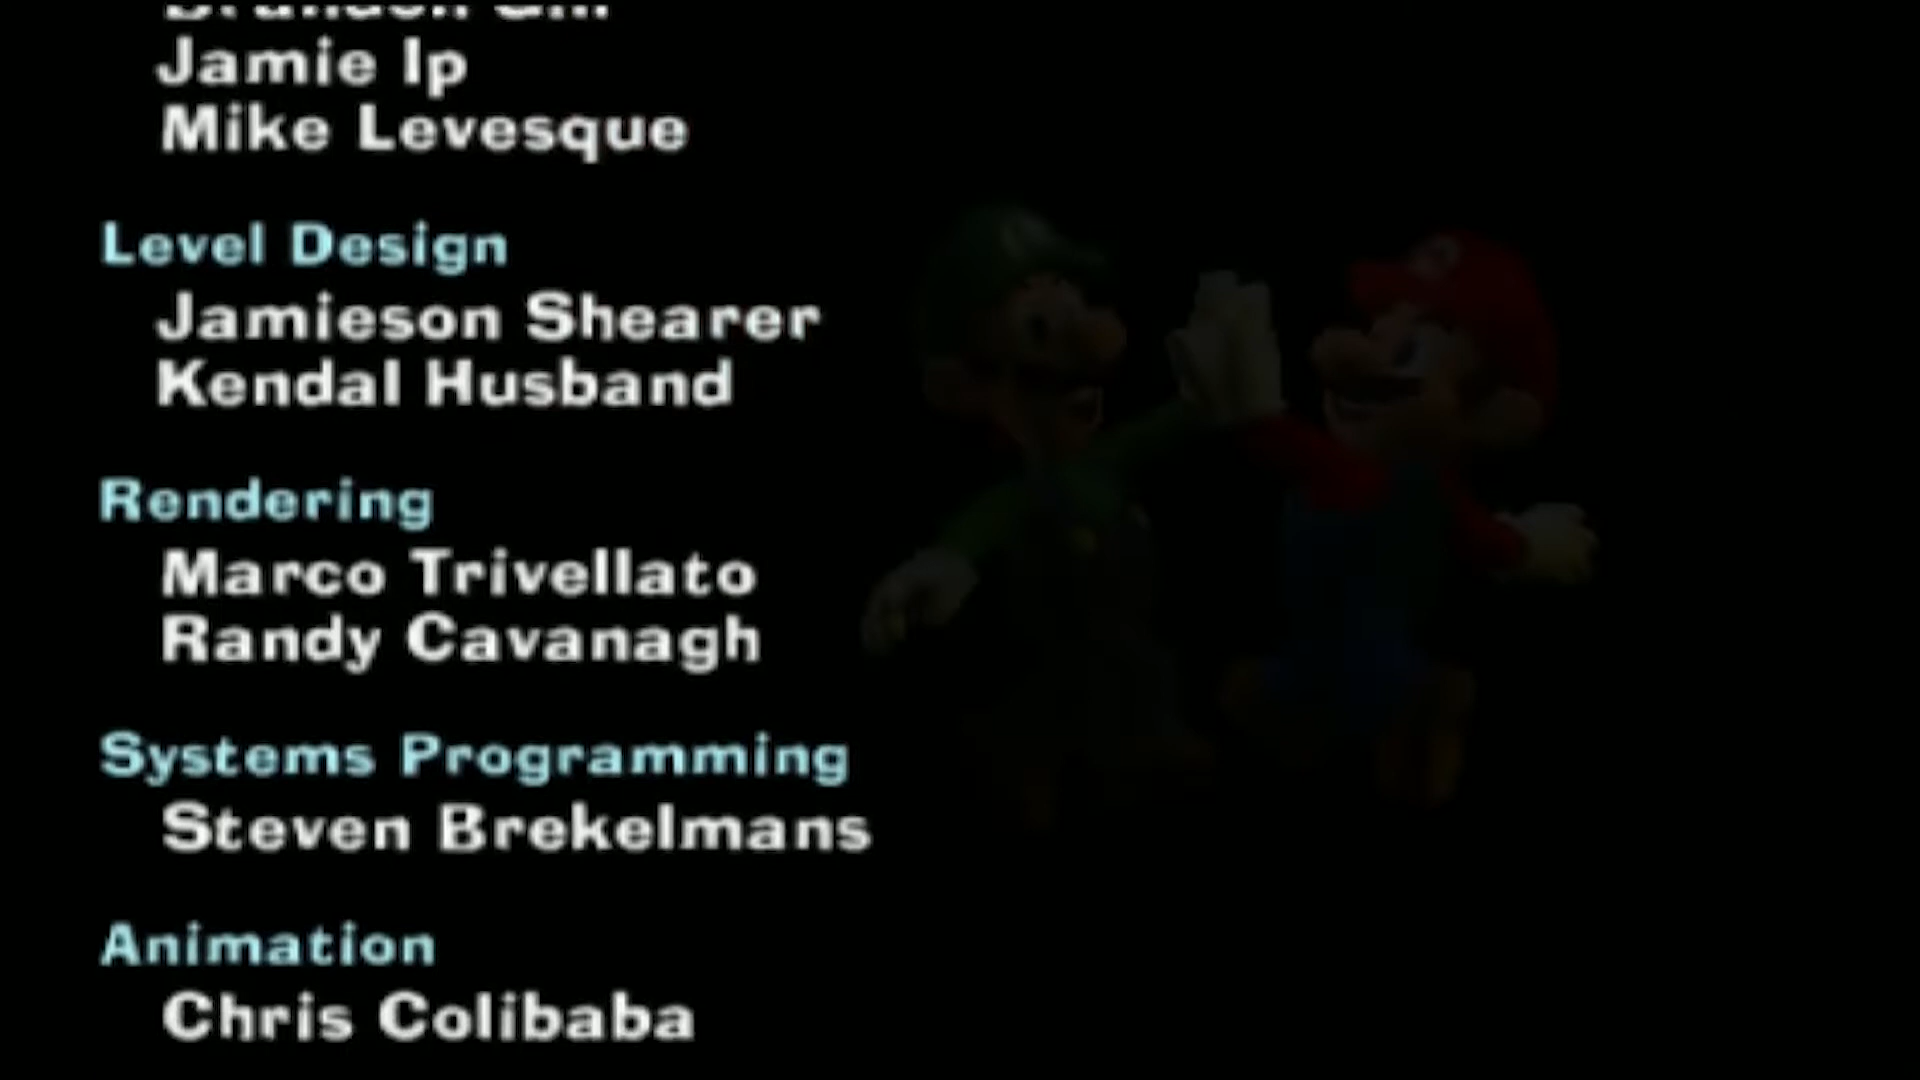 Jamie Ip
Mike Levesque
Level Design
Jamieson Shearer
Kendal Husband
Rendering
Marco Trivellato
Randy Cavanagh
Systems Programming
Steven Brekelmans
Animation
Chris Colibaba